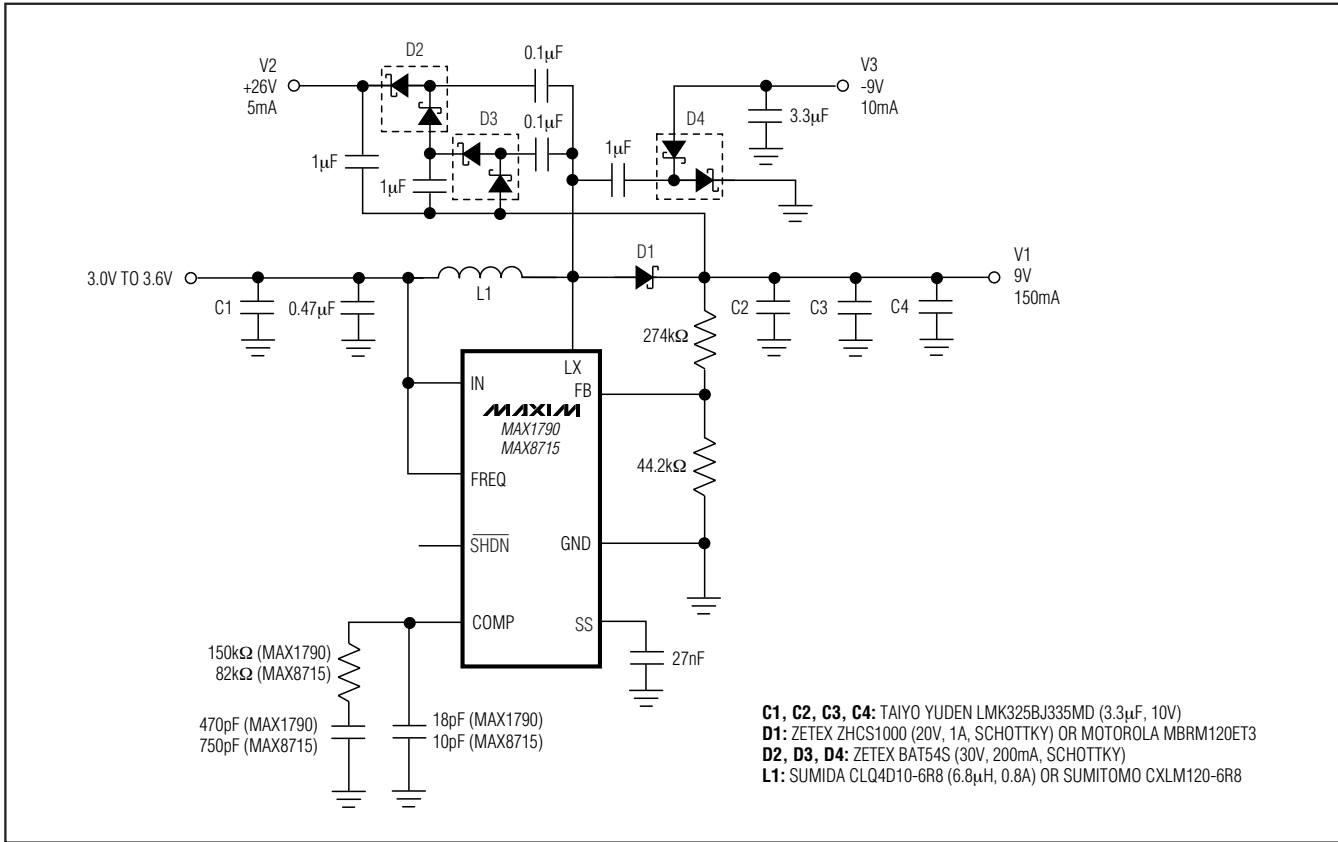 D2
0.1µF
V2
+26V
5mA
V3
-9V
10mA
D3
0.1µF
D4
3.3µF
1µF
1µF
1µF
3.0V TO 3.6V
L1
D1
V1
9V
150mA
C1
0.47µF
C2
C3
C4
274kΩ
LX
IN
FB
MAXIM
MAX1790
MAX8715
44.2kΩ
FREQ
SHDN
GND
COMP
SS
150kΩ (MAX1790)
82kΩ (MAX8715)
27nF
470pF (MAX1790)
750pF (MAX8715)
18pF (MAX1790)
10pF (MAX8715)
C1, C2, C3, C4: TAIYO YUDEN LMK325BJ335MD (3.3µF, 10V)
D1: ZETEX ZHCS1000 (20V, 1A, SCHOTTKY) OR MOTOROLA MBRM120ET3
D2, D3, D4: ZETEX BAT54S (30V, 200mA, SCHOTTKY)
L1: SUMIDA CLQ4D10-6R8 (6.8µH, 0.8A) OR SUMITOMO CXLM120-6R8